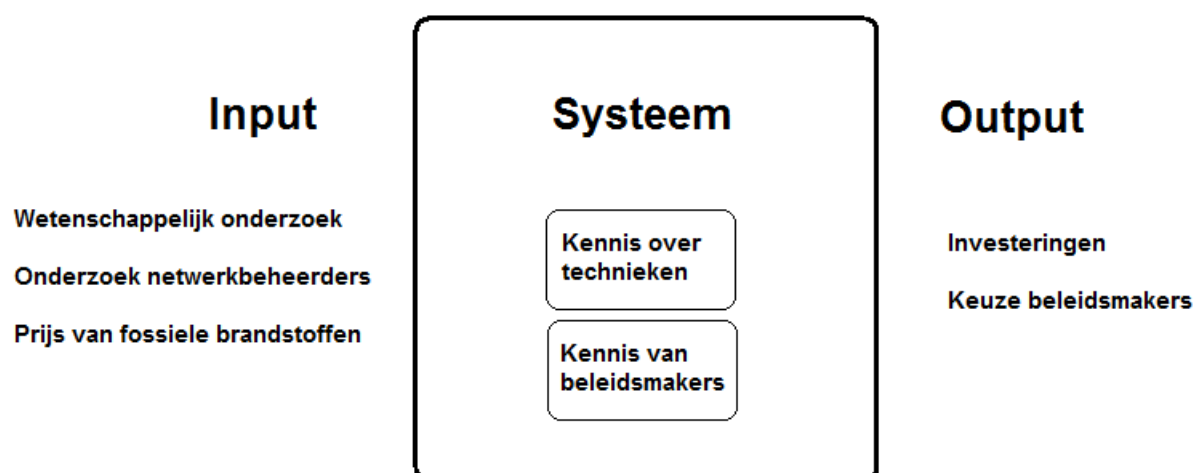 Input
Systeem
Output
Wetenschappelijk onderzoek
Onderzoek netwerkbeheerders
Prijs van fossiele brandstoffen
Kennis over
technieken
Kennis van
beleidsmakers
Investeringen
Keuze beleidsmakers